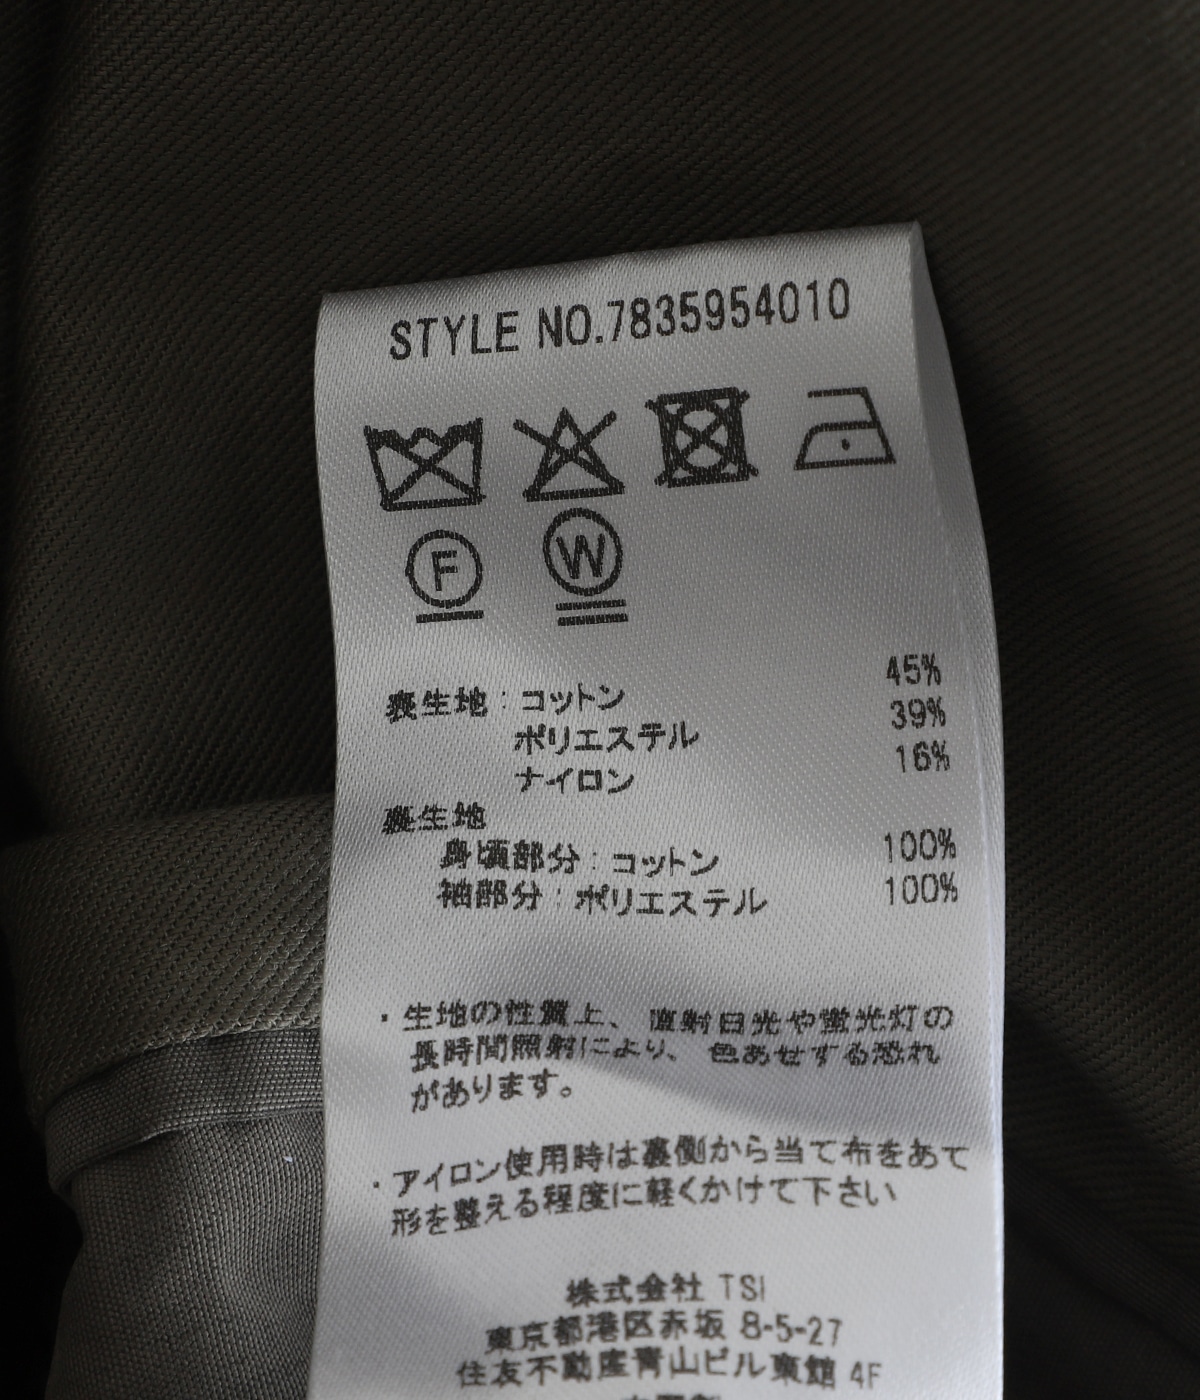 STYLE NO.7835954010
F W
表生地：コットン 45%
ポリエステル 39%
ナイロン 16%
裏生地
身頃部分：コットン 100%
袖部分：ポリエステル 100%
・生地の性質上、直射日光や蛍光灯の
長時間照射により、色あせする恐れ
があります。
・アイロン使用時は裏側から当て布をあて
形を整える程度に軽くかけて下さい
株式会社 TSI
東京都港区赤坂 8-5-27
住友不動産青山ビル東館 4F